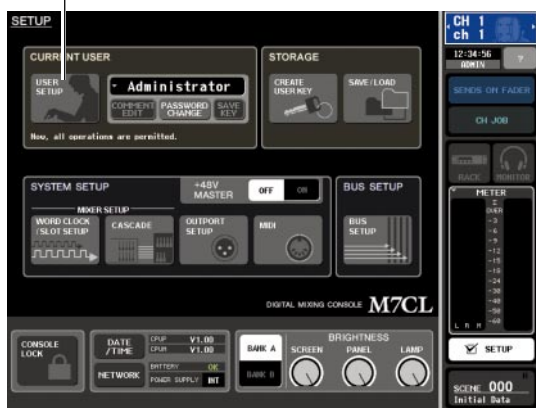 SETUP
CURRENT USER
USER SETUP
Administrator
COMMENT EDIT
PASSWORD CHANGE
SAVE KEY
Now, all operations are permitted.
STORAGE
CREATE USER KEY
SAVE/LOAD
SYSTEM SETUP
+48V MASTER
OFF
ON
MIXER SETUP
WORD CLOCK /SLOT SETUP
CASCADE
OUTPORT SETUP
MIDI
BUS SETUP
BUS SETUP
DIGITAL MIXING CONSOLE M7CL
CONSOLE LOCK
DATE /TIME
CPUP V1.00
CPUM V1.00
NETWORK
BATTERY OK
POWER SUPPLY INT
BANK A
BANK B
BRIGHTNESS
SCREEN
PANEL
LAMP
CH 1
ch 1
12:34:56
ADMIN
?
SENDS ON FADER
CH JOB
RACK
MONITOR
METER
Σ
OVER
-3
-6
-9
-12
-15
-18
-24
-30
-40
-50
-60
L R M
SETUP
SCENE 000
Initial Data